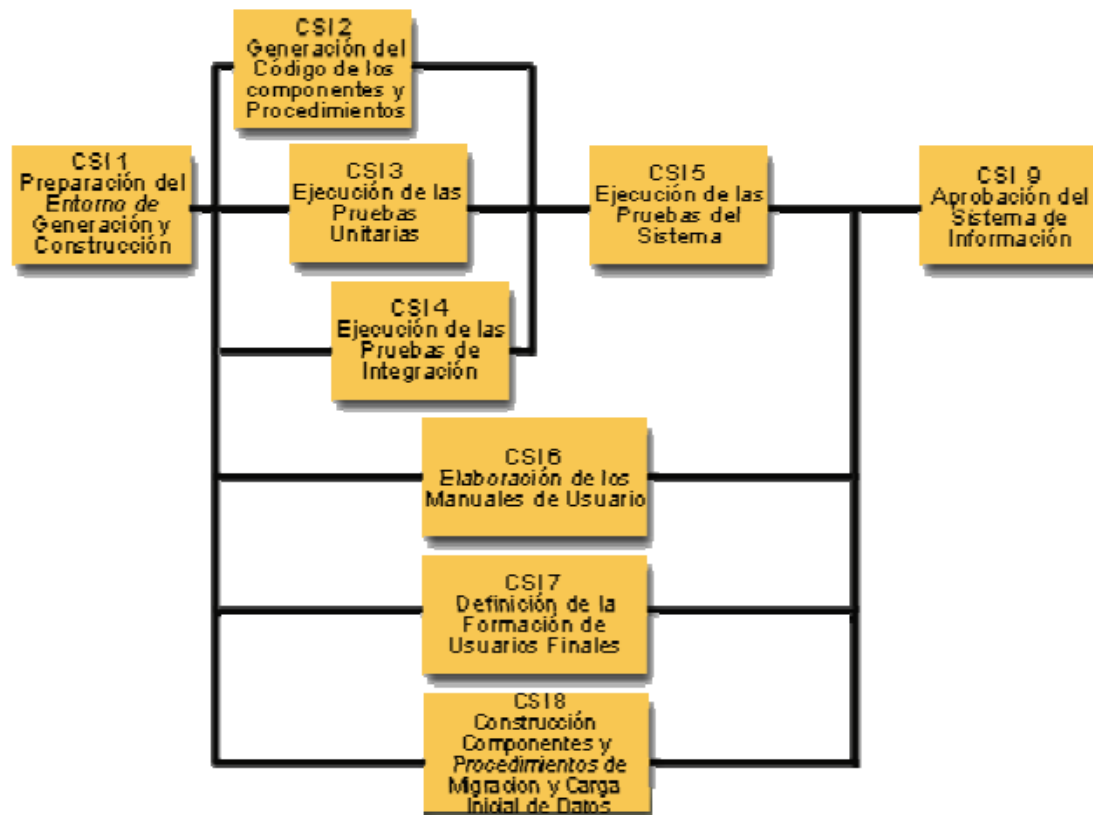 CSI 2
Generación del
Código de los
componentes y
Procedimientos
CSI 1
Preparación del
Entorno de
Generación y
Construcción
CSI 3
Ejecución de las
Pruebas
Unitarias
CSI 5
Ejecución de las
Pruebas del
Sistema
CSI 9
Aprobación del
Sistema de
Información
CSI 4
Ejecución de las
Pruebas de
Integración
CSI 6
Elaboración de los
Manuales de Usuario
CSI 7
Definición de la
Formación de
Usuarios Finales
CSI 8
Construcción
Componentes y
Procedimientos de
Migracion y Carga
Inicial de Datos